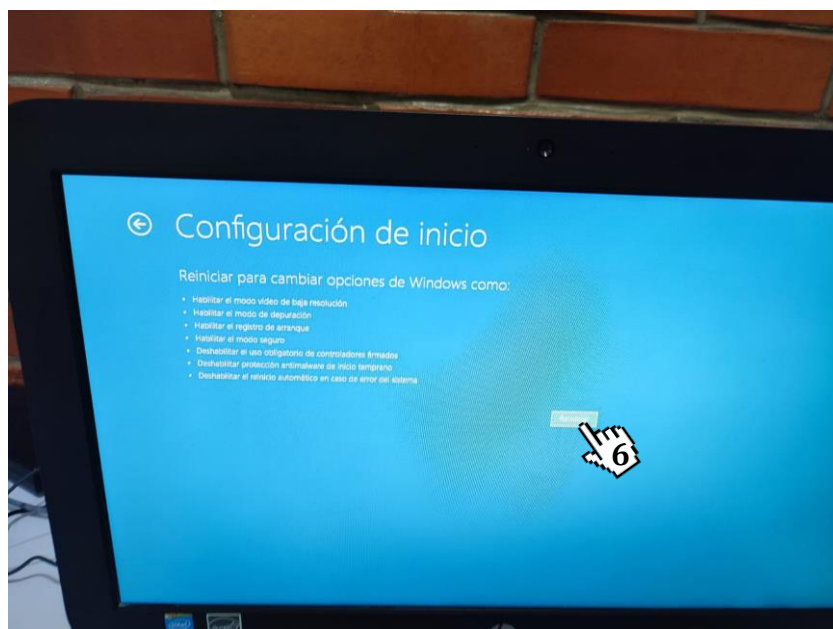 Configuración de inicio
Reiniciar para cambiar opciones de Windows como:
• Habilitar el modo video de baja resolución
• Habilitar el modo de depuración
• Habilitar el registro de arranque
• Habilitar el modo seguro
• Deshabilitar el uso obligatorio de controladores firmados
• Deshabilitar protección antimalware de inicio temprano
• Deshabilitar el reinicio automático en caso de error del sistema
6